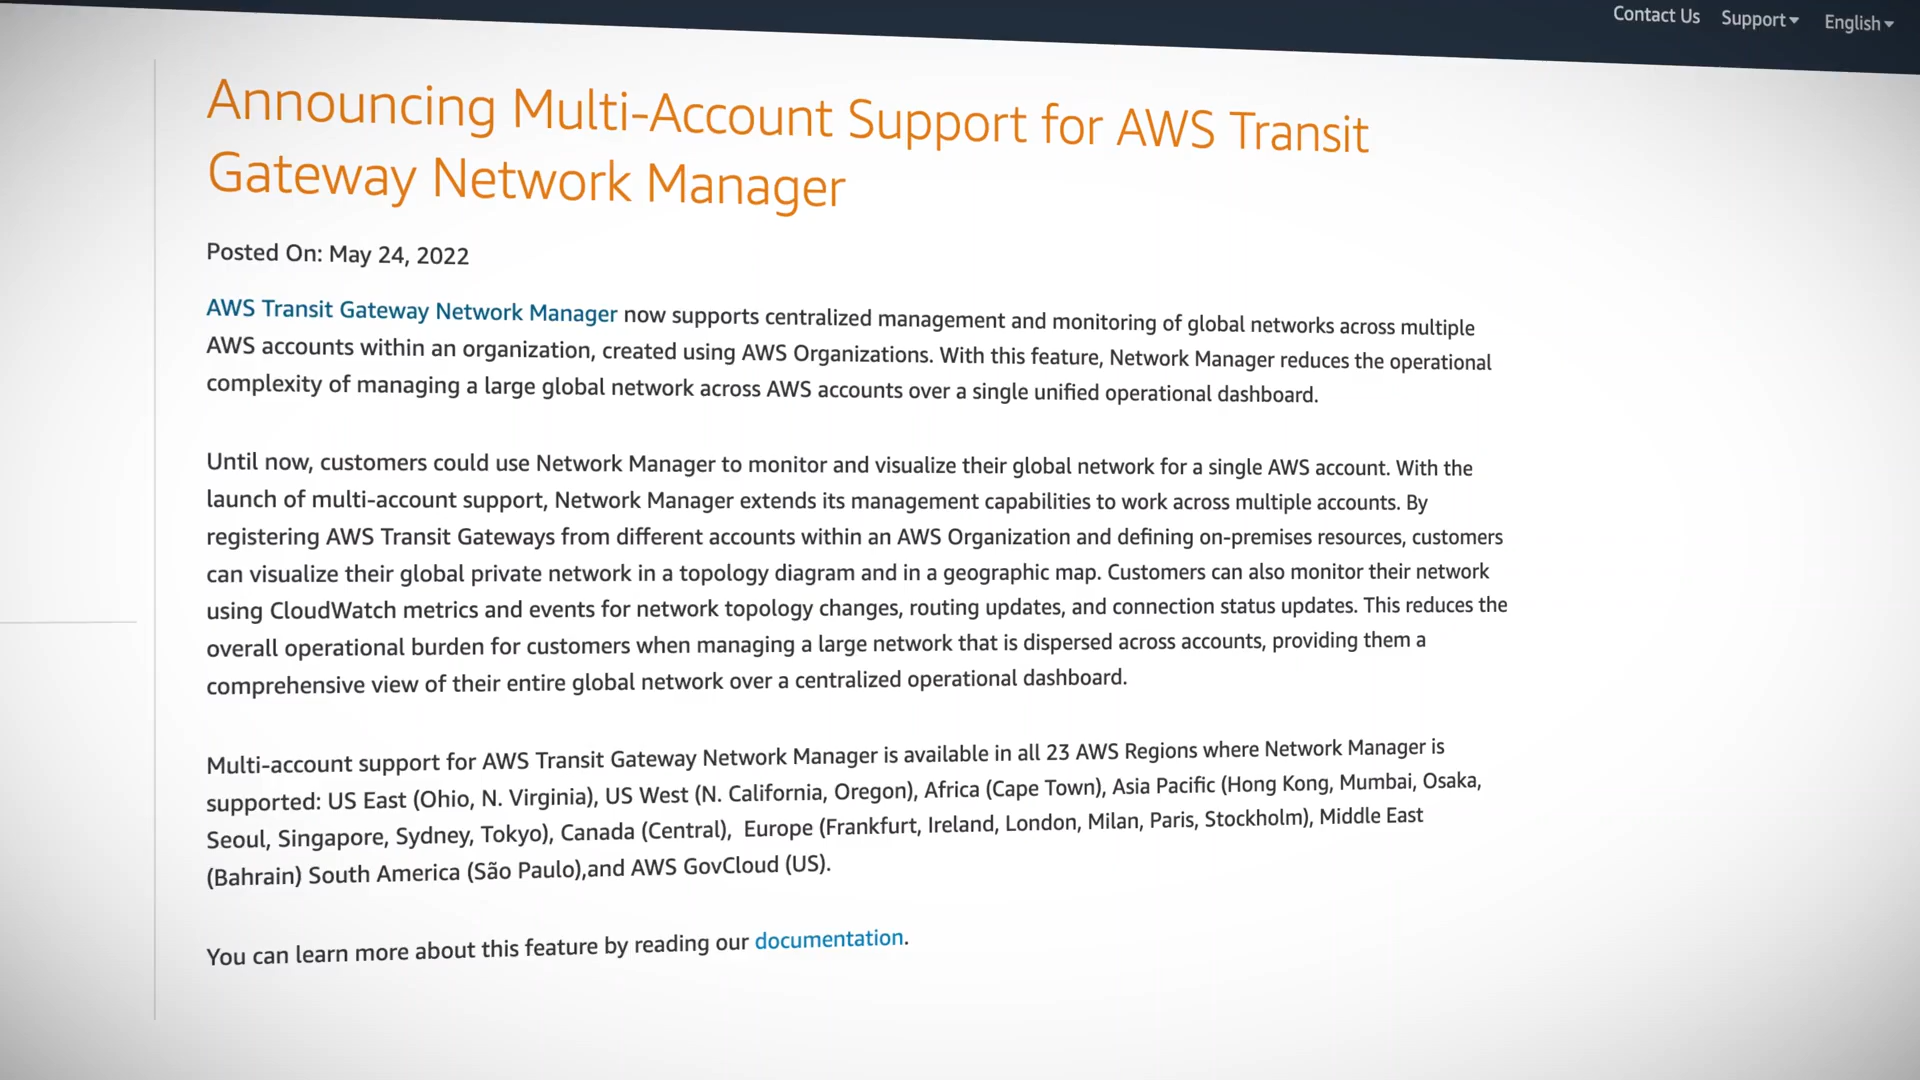 Contact Us Support English
Announcing Multi-Account Support for AWS Transit
Gateway Network Manager
Posted On: May 24, 2022
AWS Transit Gateway Network Manager now supports centralized management and monitoring of global networks across multiple
AWS accounts within an organization, created using AWS Organizations. With this feature, Network Manager reduces the operational
complexity of managing a large global network across AWS accounts over a single unified operational dashboard.
Until now, customers could use Network Manager to monitor and visualize their global network for a single AWS account. With the
launch of multi-account support, Network Manager extends its management capabilities to work across multiple accounts. By
registering AWS Transit Gateways from different accounts within an AWS Organization and defining on-premises resources, customers
can visualize their global private network in a topology diagram and in a geographic map. Customers can also monitor their network
using CloudWatch metrics and events for network topology changes, routing updates, and connection status updates. This reduces the
overall operational burden for customers when managing a large network that is dispersed across accounts, providing them a
comprehensive view of their entire global network over a centralized operational dashboard.
Multi-account support for AWS Transit Gateway Network Manager is available in all 23 AWS Regions where Network Manager is
supported: US East (Ohio, N. Virginia), US West (N. California, Oregon), Africa (Cape Town), Asia Pacific (Hong Kong, Mumbai, Osaka,
Seoul, Singapore, Sydney, Tokyo), Canada (Central), Europe (Frankfurt, Ireland, London, Milan, Paris, Stockholm), Middle East
(Bahrain) South America (São Paulo),and AWS GovCloud (US).
You can learn more about this feature by reading our documentation.